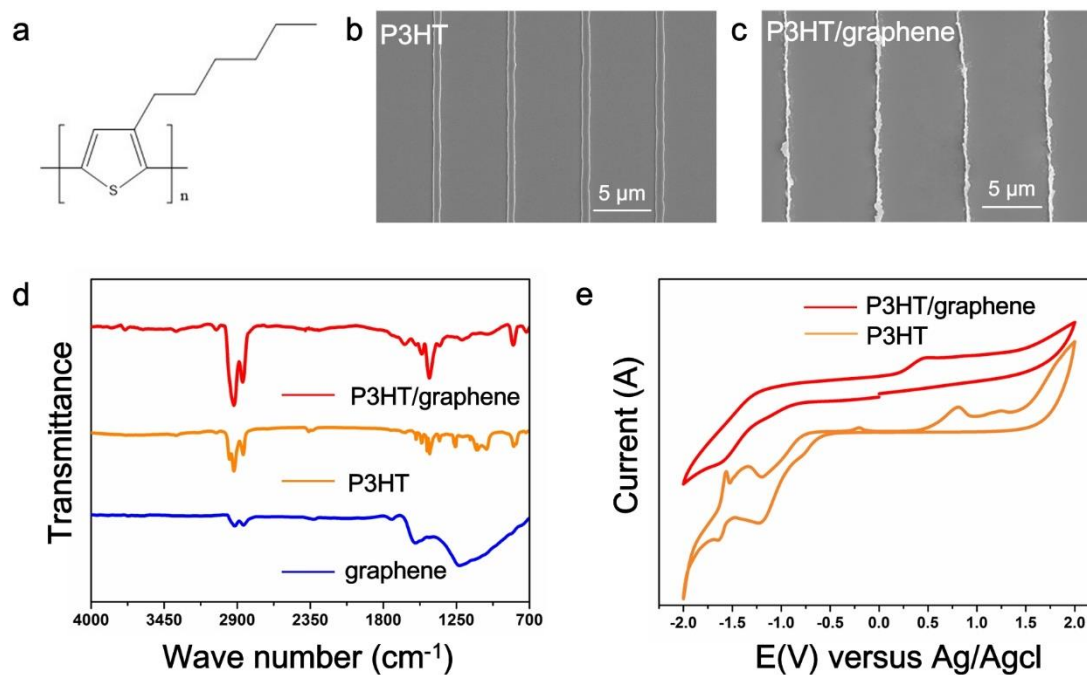 a
S
n
b
P3HT
5 μm
c
P3HT/graphene
5 μm
d
Transmittance
P3HT/graphene
P3HT
graphene
4000 3450 2900 2350 1800 1250 700
Wave number (cm⁻¹)
e
Current (A)
P3HT/graphene
P3HT
-2.0 -1.5 -1.0 -0.5 0.0 0.5 1.0 1.5 2.0
E(V) versus Ag/Agcl